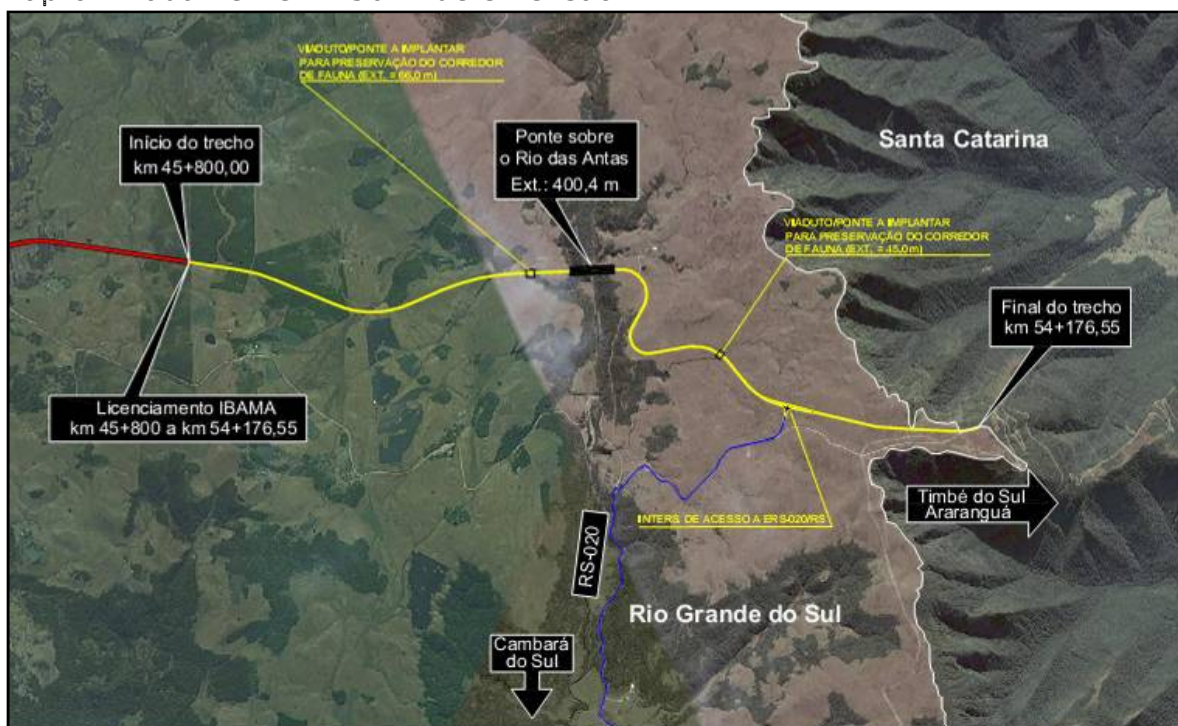 VIADUTO/PONTE A IMPLANTAR
PARA PRESERVAÇÃO DO CORREDOR
DE FAUNA (EXT. = 66,0 m)
Início do trecho
km 45+800,00
Ponte sobre
o Rio das Antas
Ext.: 400,4 m
Santa Catarina
VIADUTO/PONTE A IMPLANTAR
PARA PRESERVAÇÃO DO CORREDOR
DE FAUNA (EXT. = 45,0m)
Final do trecho
km 54+176,55
Licenciamento IBAMA
km 45+800 a km 54+176,55
Timbé do Sul
Araranguá
INTERS. DE ACESSO A ERS-020/RS
RS-020
Rio Grande do Sul
Cambará
do Sul